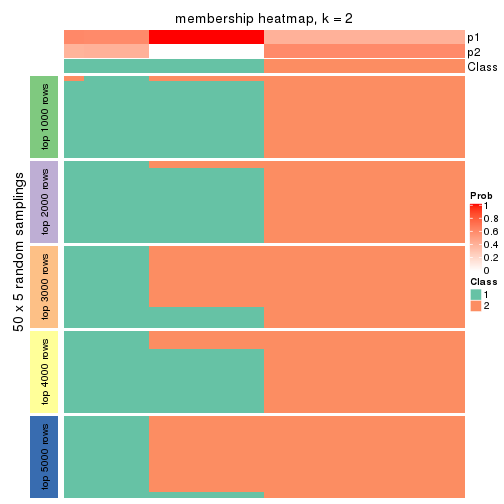 membership heatmap, k = 2
p1
p2
Class
50 x 5 random samplings
top 1000 rows
top 2000 rows
top 3000 rows
top 4000 rows
top 5000 rows
Prob
1
0.8
0.6
0.4
0.2
0
Class
1
2